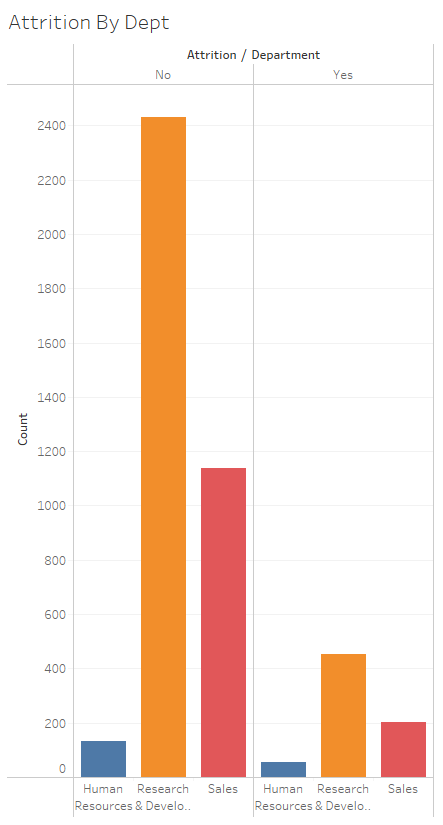 Attrition By Dept
Attrition / Department
No Yes
2400
2200
2000
1800
1600
1400
1200
1000
800
600
400
200
0
Count
Human Research Sales Human Research Sales
Resources & Develo.. Resources & Develo..